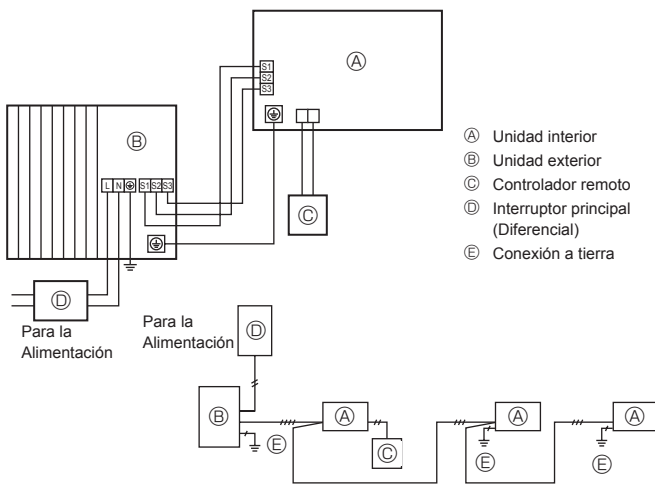 Ⓐ
S1
S2
S3
Ⓑ
L N S1 S2 S3
Ⓒ
Ⓓ
Para la
Alimentación
Ⓐ Unidad interior
Ⓑ Unidad exterior
Ⓒ Controlador remoto
Ⓓ Interruptor principal
(Diferencial)
Ⓔ Conexión a tierra
Para la
Alimentación
Ⓓ
Ⓑ
Ⓔ
Ⓐ
Ⓒ
Ⓐ
Ⓔ
Ⓐ
Ⓔ